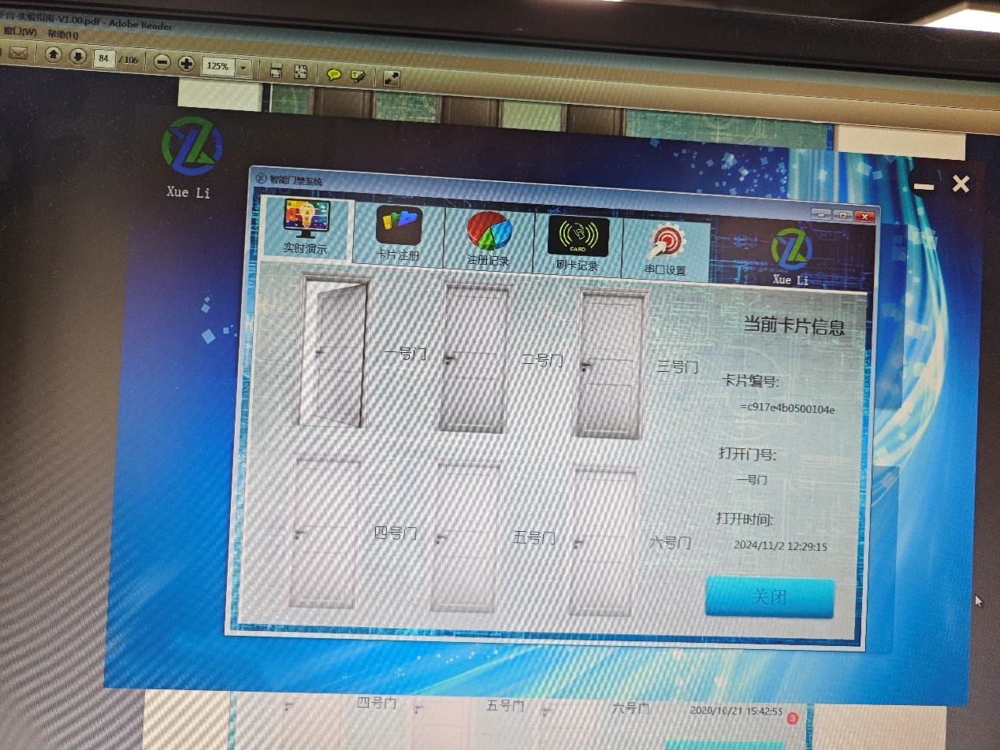 平台-实验指南-V1.00.pdf - Adobe Reader
窗口(W) 帮助(H)
84 / 106
125%
Xue Li
智能门禁系统
实时演示
卡片注册
注册记录
CARD
刷卡记录
串口设置
Xue Li
一号门
二号门
三号门
四号门
五号门
六号门
当前卡片信息
卡片编号:
=c917e4b0500104e
打开门号:
一号门
打开时间:
2024/11/2 12:29:15
关闭
四号门
五号门
六号门
2020/10/21 15:42:55
3